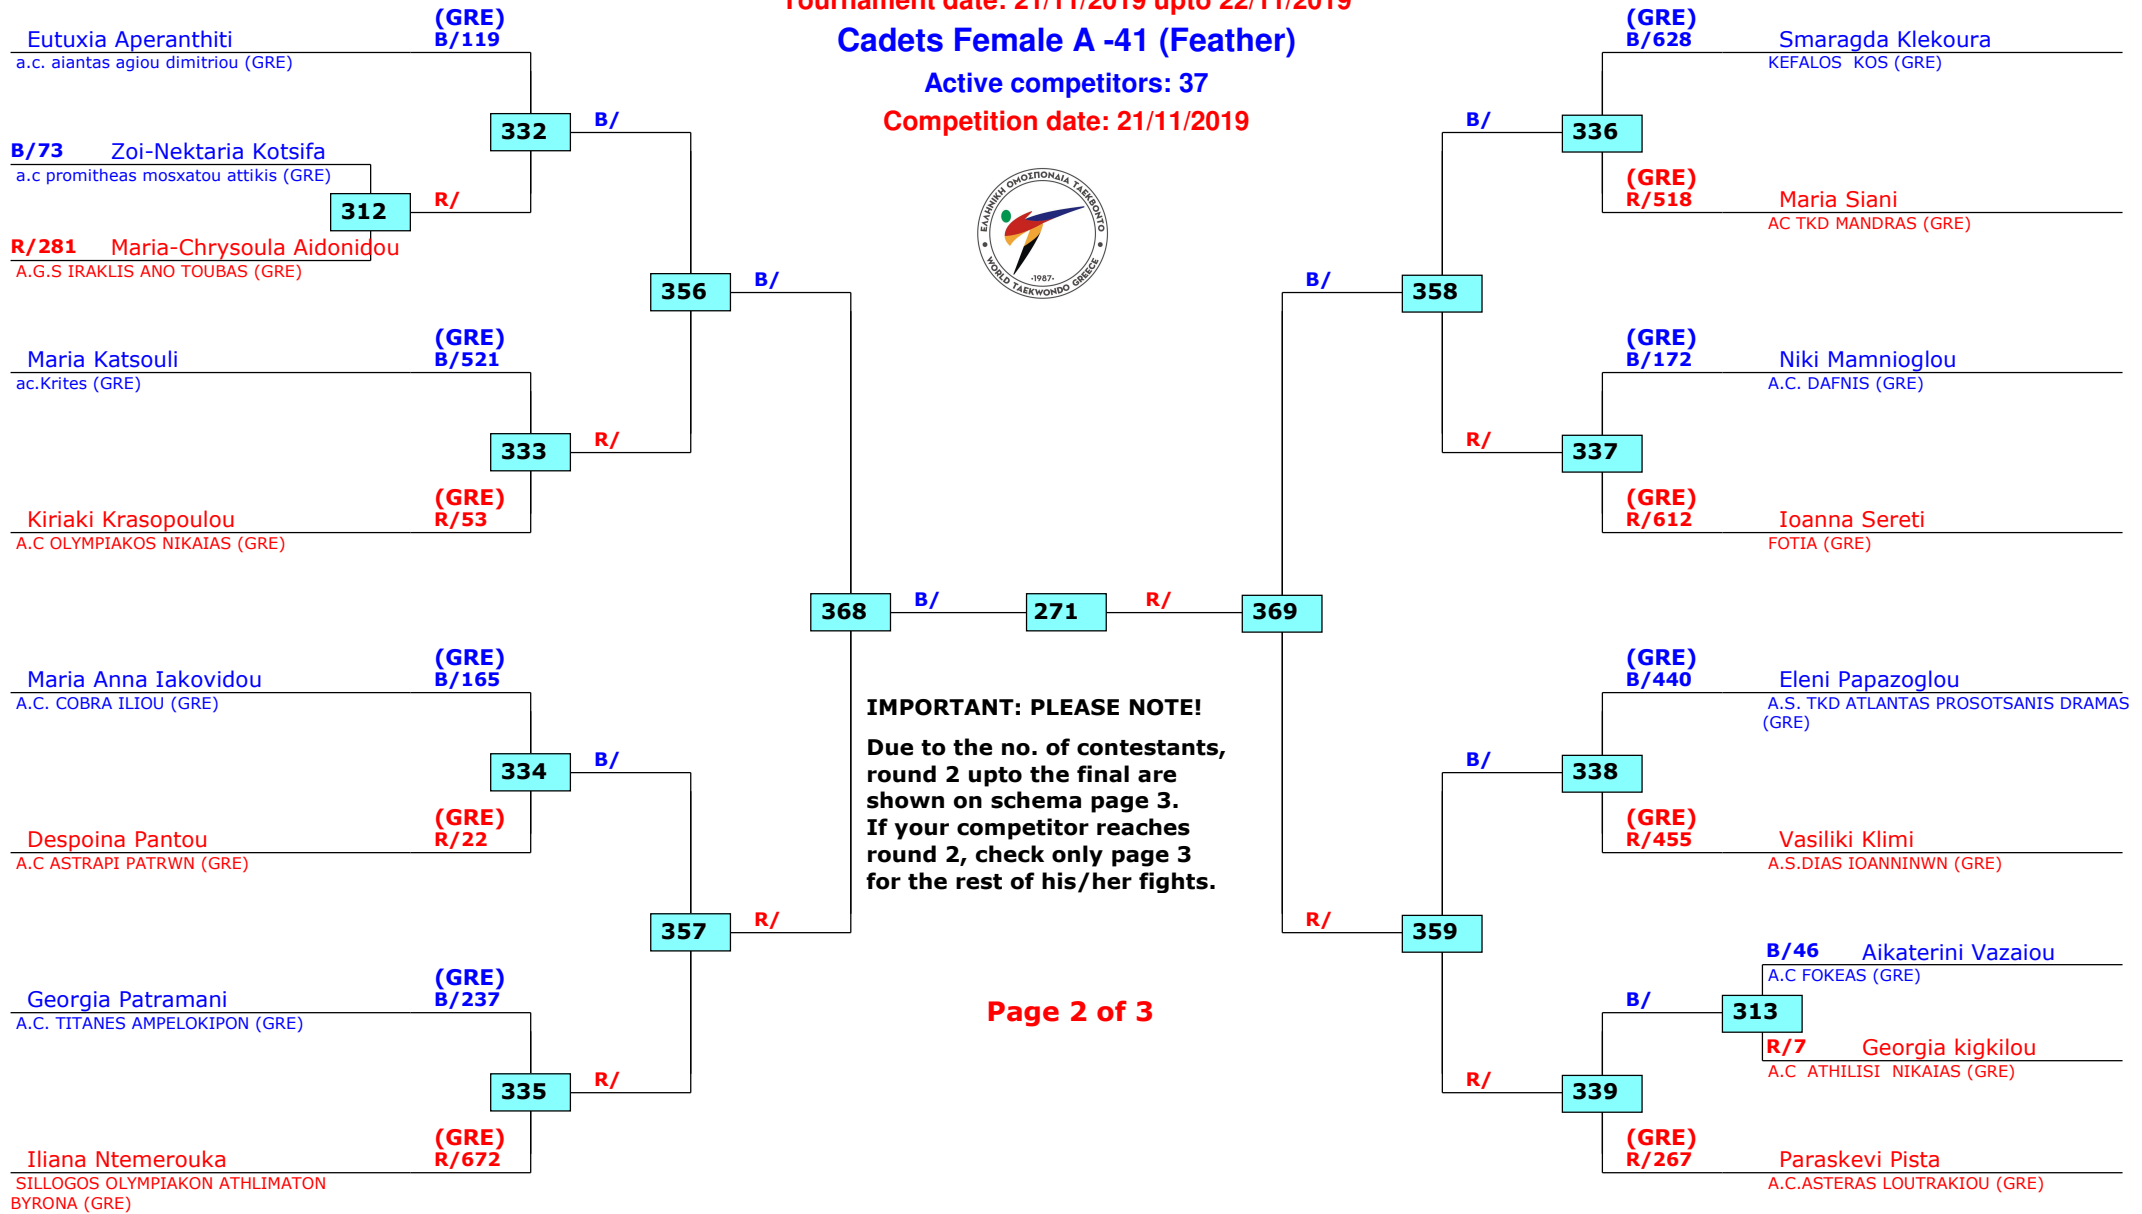 Tournament date: 21/11/2019 upto 22/11/2019
Cadets Female A -41 (Feather)
Active competitors: 37
Competition date: 21/11/2019
ΕΛΛΗΝΙΚΗ ΟΜΟΣΠΟΝΔΙΑ ΤΑΕΚΒΟΝΤΟ
·1987·
WORLD TAEKWONDO GREECE
(GRE)
Eutuxia Aperanthiti B/119
a.c. aiantas agiou dimitriou (GRE)
332 B/
B/73 Zoi-Nektaria Kotsifa
a.c promitheas mosxatou attikis (GRE)
312 R/
R/281 Maria-Chrysoula Aidonidou
A.G.S IRAKLIS ANO TOUBAS (GRE)
356 B/
(GRE)
Maria Katsouli B/521
ac.Krites (GRE)
333 R/
(GRE)
Kiriaki Krasopoulou R/53
A.C OLYMPIAKOS NIKAIAS (GRE)
368 B/ 271 R/ 369
(GRE)
Maria Anna Iakovidou B/165
A.C. COBRA ILIOU (GRE)
334 B/
(GRE)
Despoina Pantou R/22
A.C ASTRAPI PATRWN (GRE)
357 R/
(GRE)
Georgia Patramani B/237
A.C. TITANES AMPELOKIPON (GRE)
335 R/
(GRE)
Iliana Ntemerouka R/672
SILLOGOS OLYMPIAKON ATHLIMATON
BYRONA (GRE)
IMPORTANT: PLEASE NOTE!
Due to the no. of contestants,
round 2 upto the final are
shown on schema page 3.
If your competitor reaches
round 2, check only page 3
for the rest of his/her fights.
Page 2 of 3
(GRE)
B/628 Smaragda Klekoura
KEFALOS  KOS (GRE)
B/ 336
(GRE)
R/518 Maria Siani
AC TKD MANDRAS (GRE)
B/ 358
(GRE)
B/172 Niki Mamnioglou
A.C. DAFNIS (GRE)
R/ 337
(GRE)
R/612 Ioanna Sereti
FOTIA (GRE)
(GRE)
B/440 Eleni Papazoglou
A.S. TKD ATLANTAS PROSOTSANIS DRAMAS
(GRE)
B/ 338
(GRE)
R/455 Vasiliki Klimi
A.S.DIAS IOANNINWN (GRE)
R/ 359
B/46 Aikaterini Vazaiou
A.C FOKEAS (GRE)
B/ 313
R/7 Georgia kigkilou
A.C  ATHILISI  NIKAIAS (GRE)
R/ 339
(GRE)
R/267 Paraskevi Pista
A.C.ASTERAS LOUTRAKIOU (GRE)